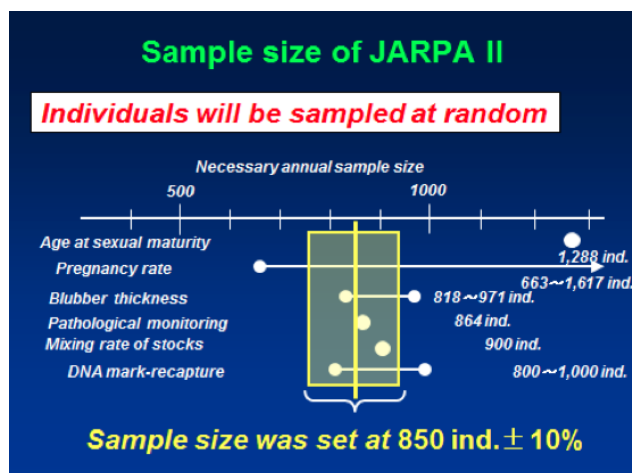 Sample size of JARPA II
Individuals will be sampled at random
Necessary annual sample size
500 1000
Age at sexual maturity 1,288 ind.
Pregnancy rate 663～1,617 ind.
Blubber thickness 818～971 ind.
Pathological monitoring 864 ind.
Mixing rate of stocks 900 ind.
DNA mark-recapture 800～1,000 ind.
Sample size was set at 850 ind.± 10%